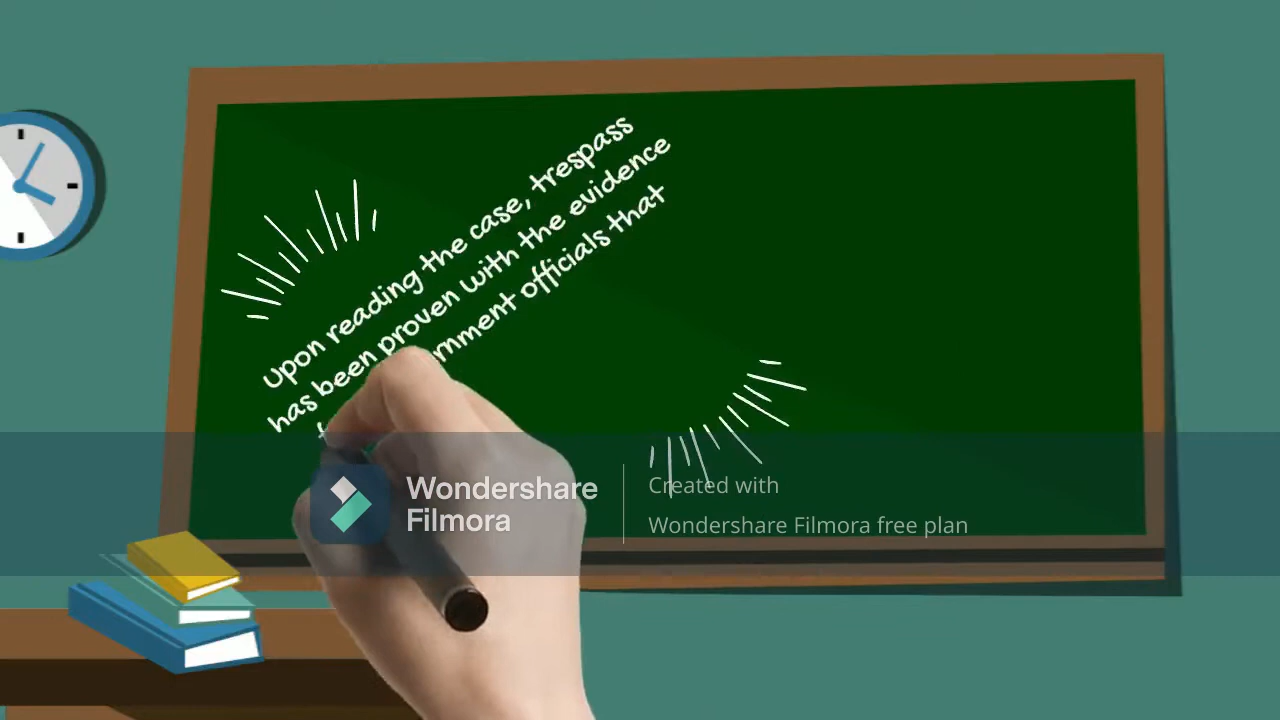 Upon reading the case, trespass
has been proven with the evidence
officials that
Wondershare
Filmora
Created with
Wondershare Filmora free plan